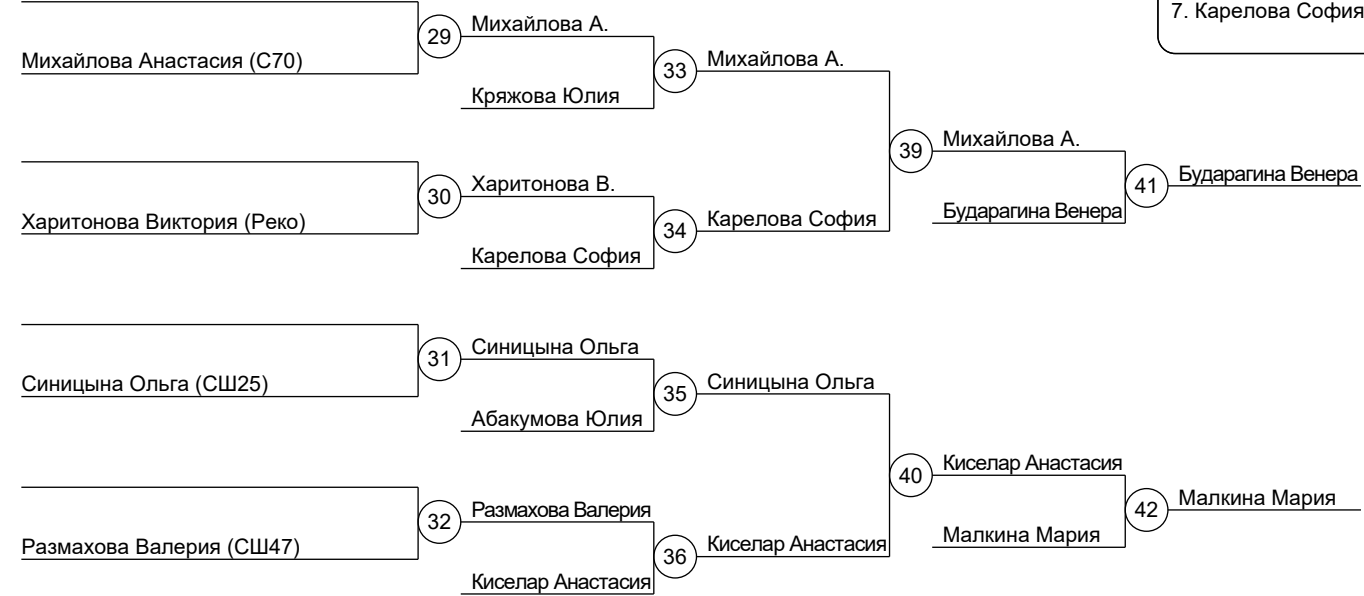 7. Карелова София
29 Михайлова А.
Михайлова Анастасия (С70)
33 Михайлова А.
Кряжова Юлия
39 Михайлова А.
30 Харитонова В.
Харитонова Виктория (Реко)
34 Карелова София
Карелова София
41 Бударагина Венера
Бударагина Венера
31 Синицына Ольга
Синицына Ольга (СШ25)
35 Синицына Ольга
Абакумова Юлия
40 Киселар Анастасия
32 Размахова Валерия
Размахова Валерия (СШ47)
36 Киселар Анастасия
Киселар Анастасия
42 Малкина Мария
Малкина Мария